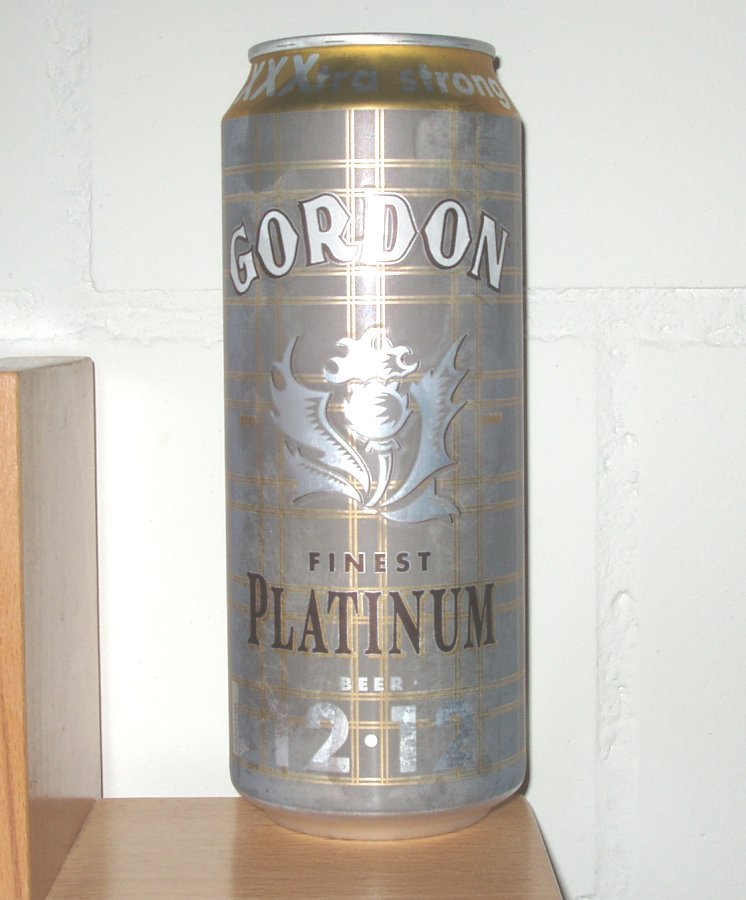 XXXtra strong
GORDON
FINEST
PLATINUM
BEER
12·12